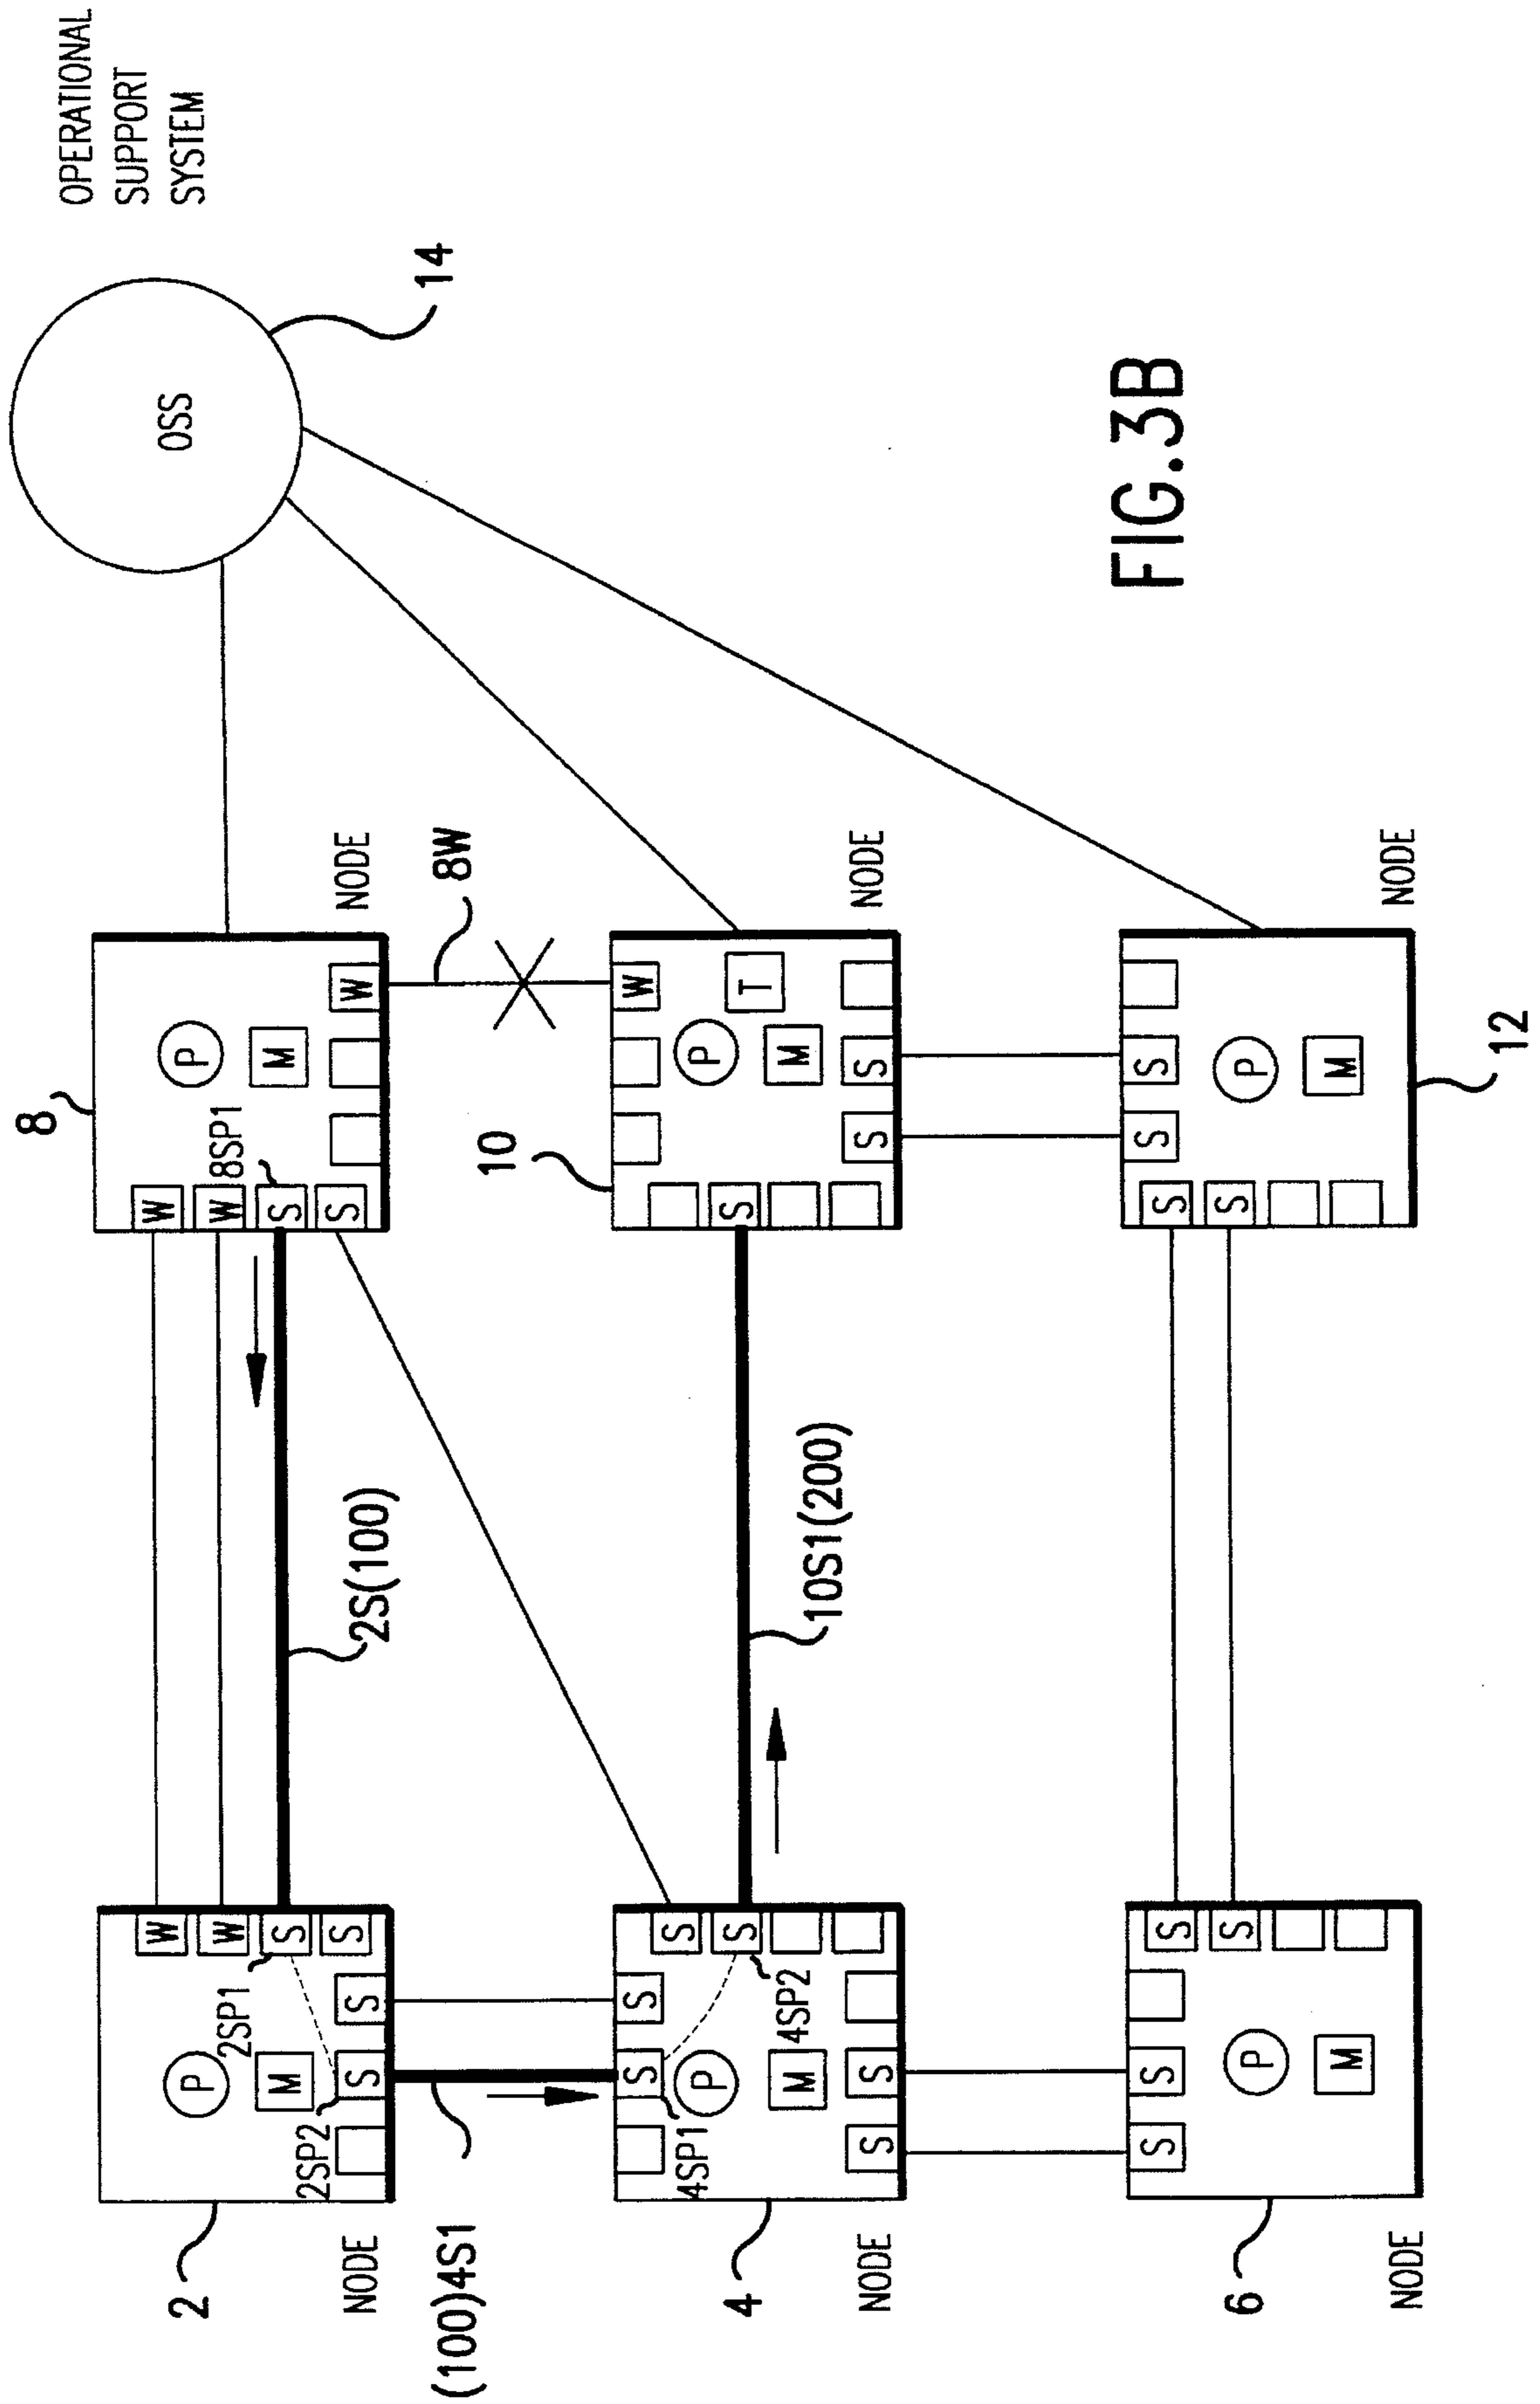 OPERATIONAL
SUPPORT
SYSTEM
OSS
14
8
P
M
W
W
8SP1
S
S
W
NODE
8W
2S(100)
2
P
M
W
W
2SP1
S
S
2SP2
S
S
NODE
(100)4S1
10
W
P
T
M
S
S
S
NODE
10S1(200)
4
S
S
4SP1
P
M
S
S
4SP2
S
S
NODE
12
S
S
S
S
P
M
NODE
6
S
S
S
S
P
M
NODE
FIG.3B